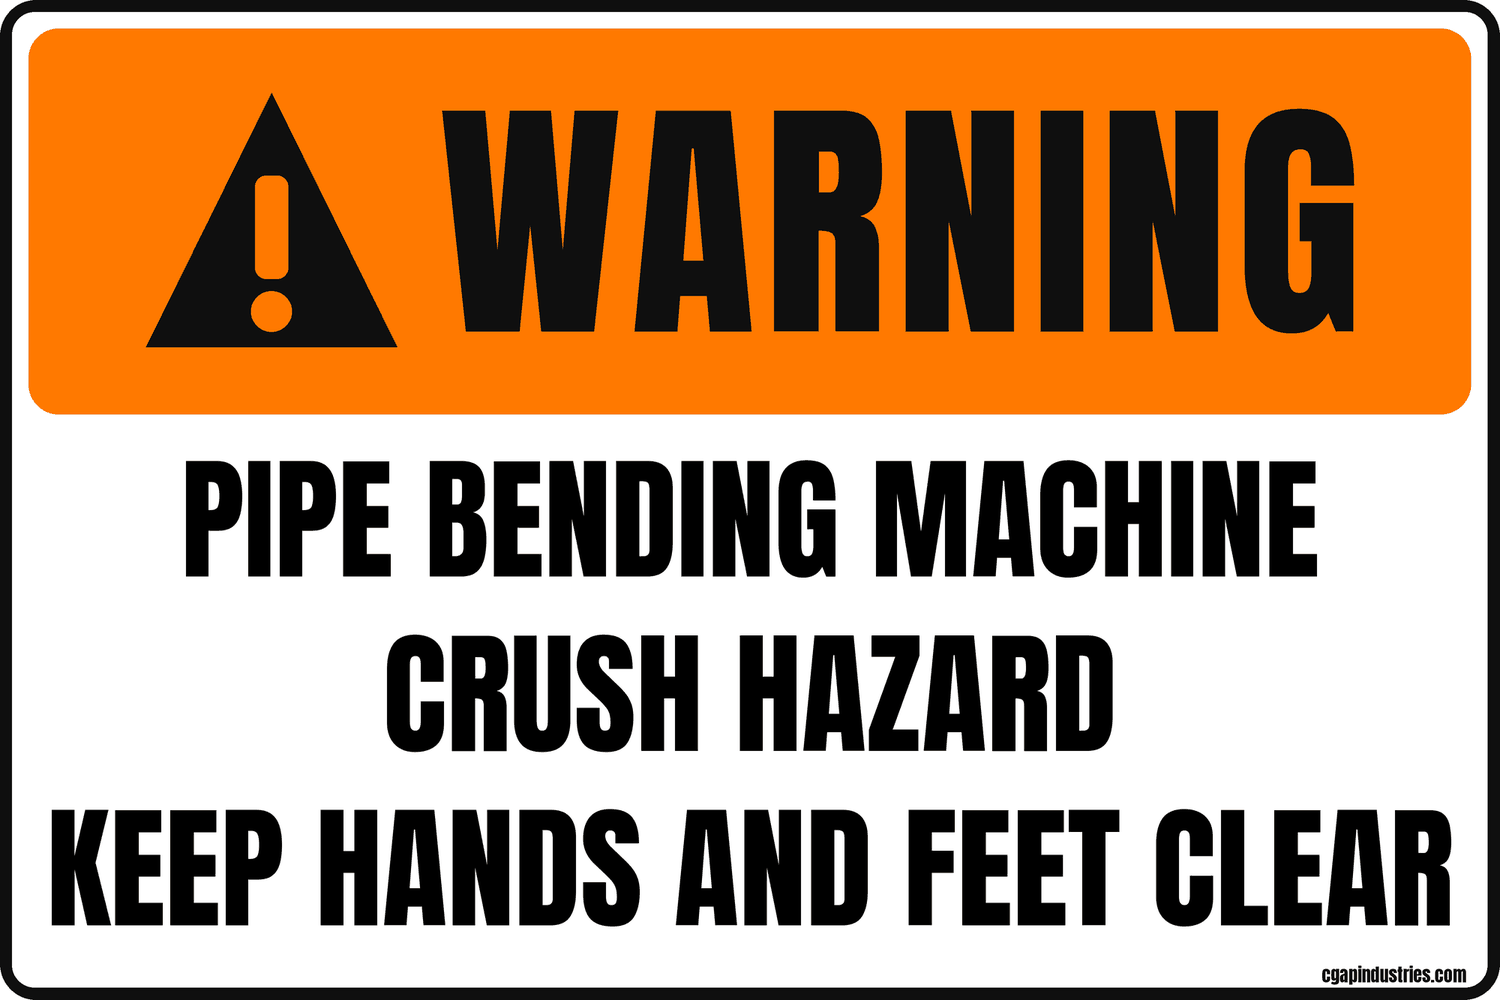 WARNING
PIPE BENDING MACHINE
CRUSH HAZARD
KEEP HANDS AND FEET CLEAR
cgapindustries.com